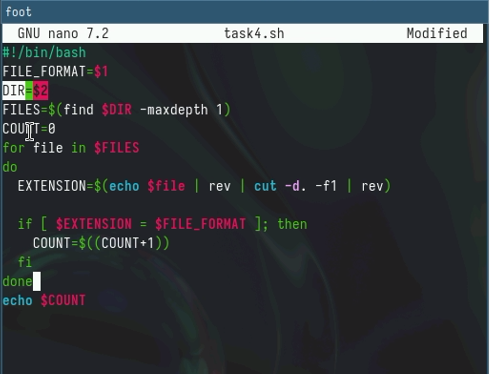 foot
GNU nano 7.2 task4.sh Modified
#!/bin/bash
FILE_FORMAT=$1
DIR=$2
FILES=$(find $DIR -maxdepth 1)
COUNT=0
for file in $FILES
do
  EXTENSION=$(echo $file | rev | cut -d. -f1 | rev)

  if [ $EXTENSION = $FILE_FORMAT ]; then
    COUNT=$((COUNT+1))
  fi
done
echo $COUNT